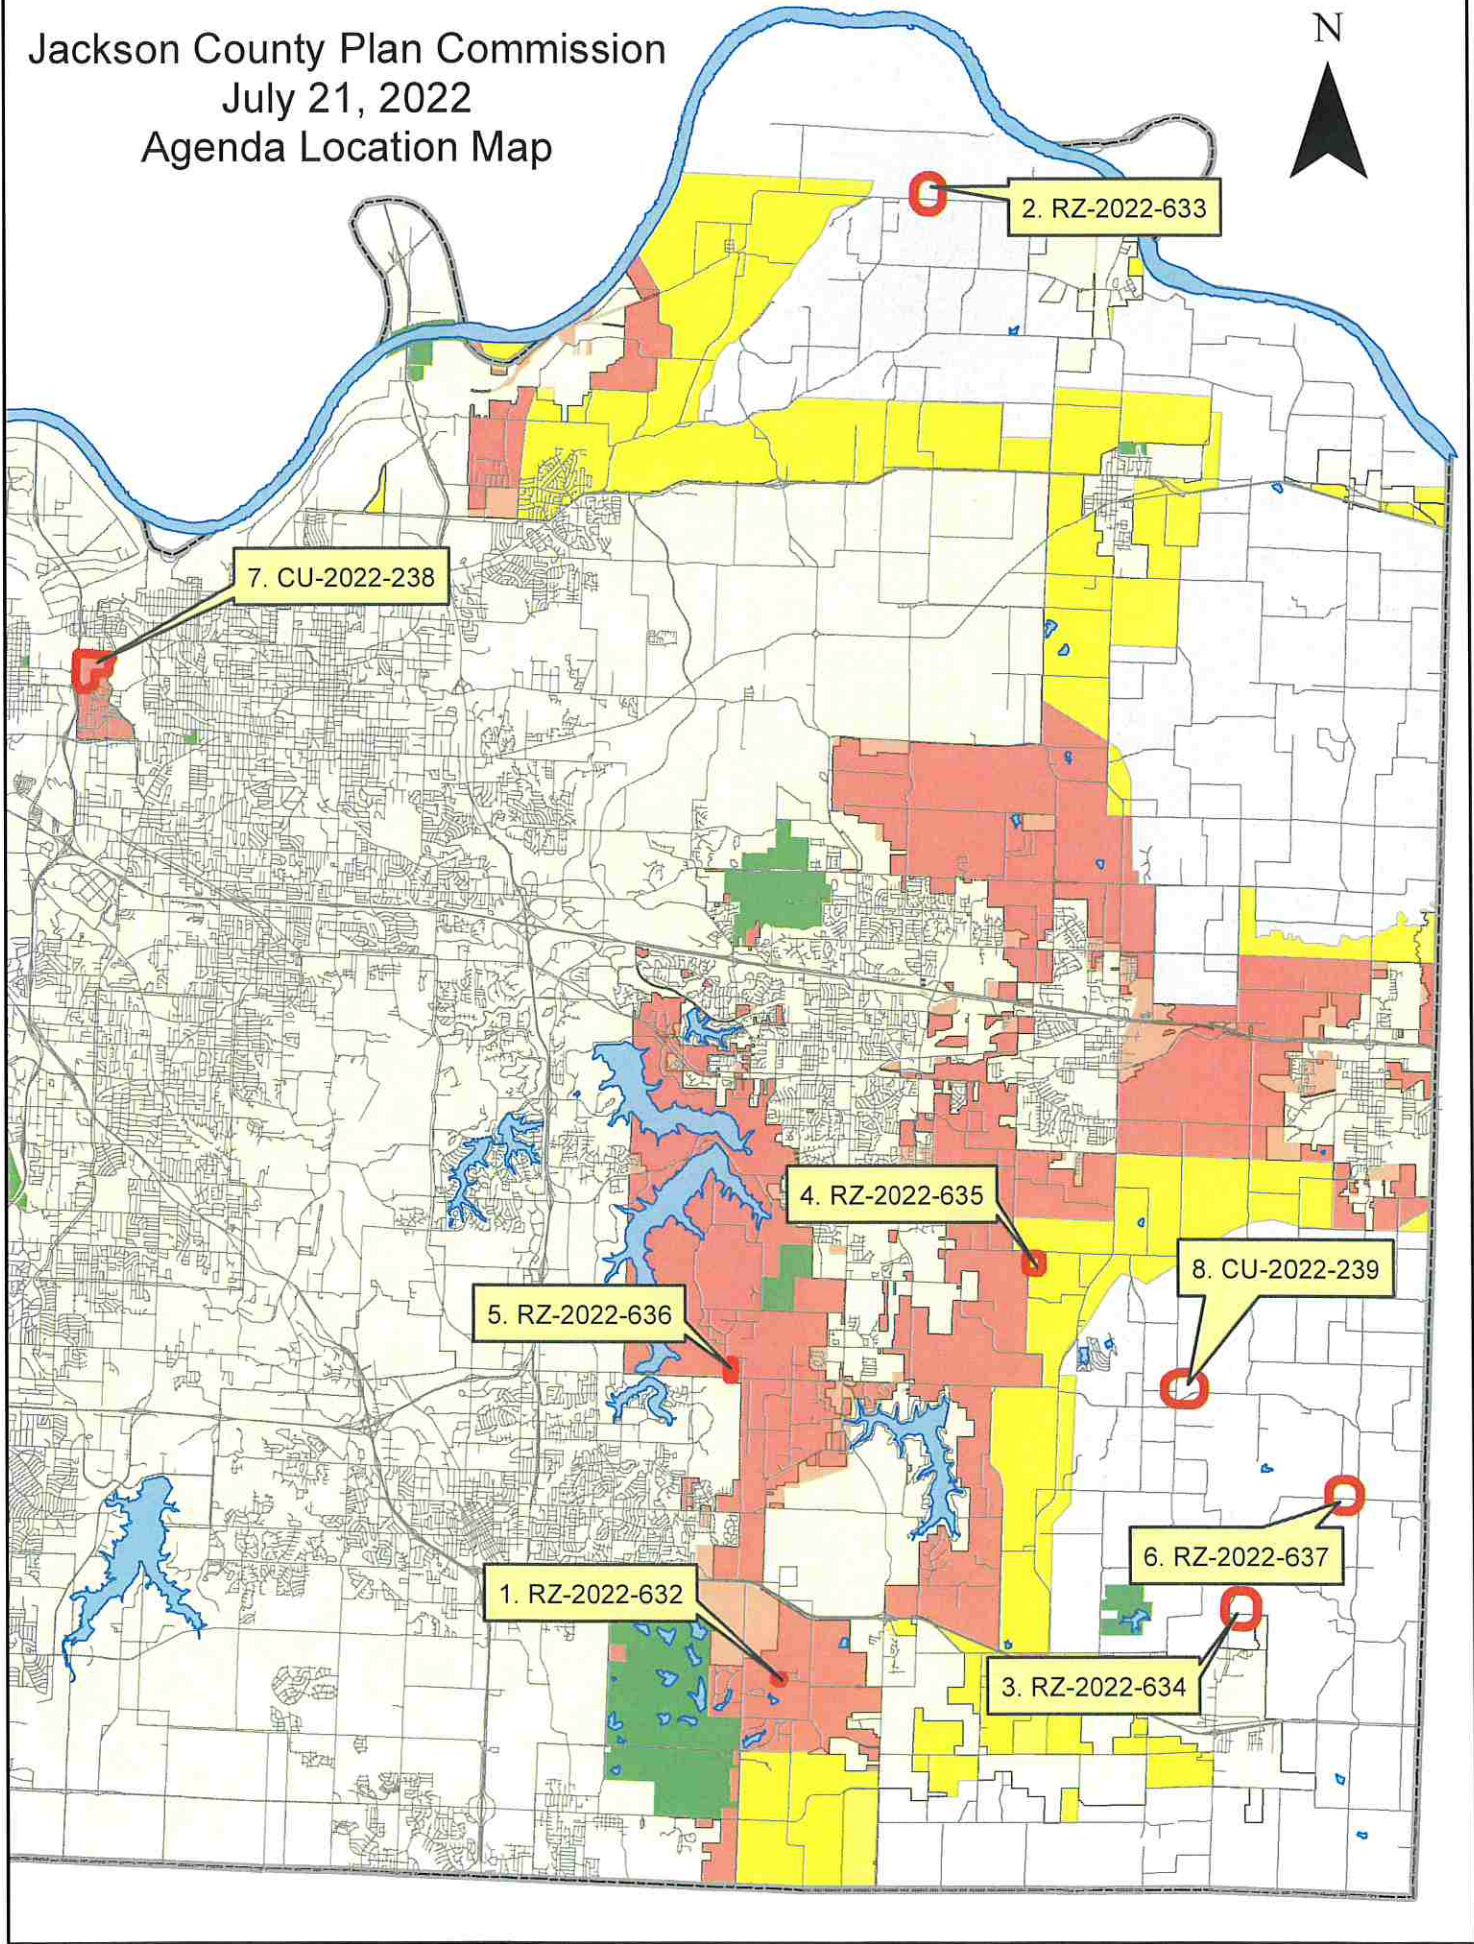 Jackson County Plan Commission
July 21, 2022
Agenda Location Map
N
2. RZ-2022-633
7. CU-2022-238
4. RZ-2022-635
8. CU-2022-239
5. RZ-2022-636
6. RZ-2022-637
1. RZ-2022-632
3. RZ-2022-634